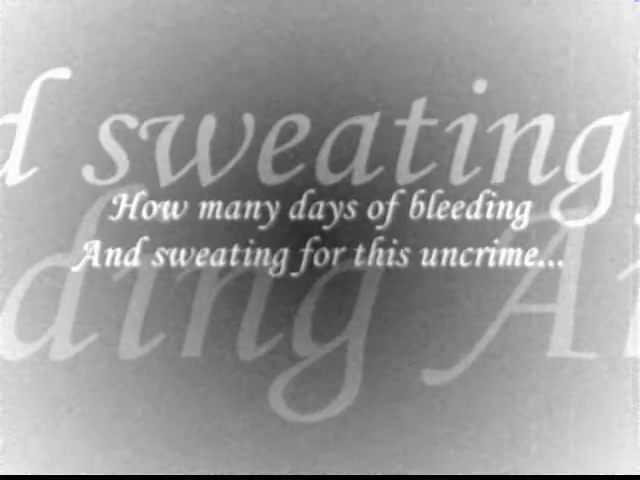 d sweating
How many days of bleeding
And sweating for this uncrime...
ding A